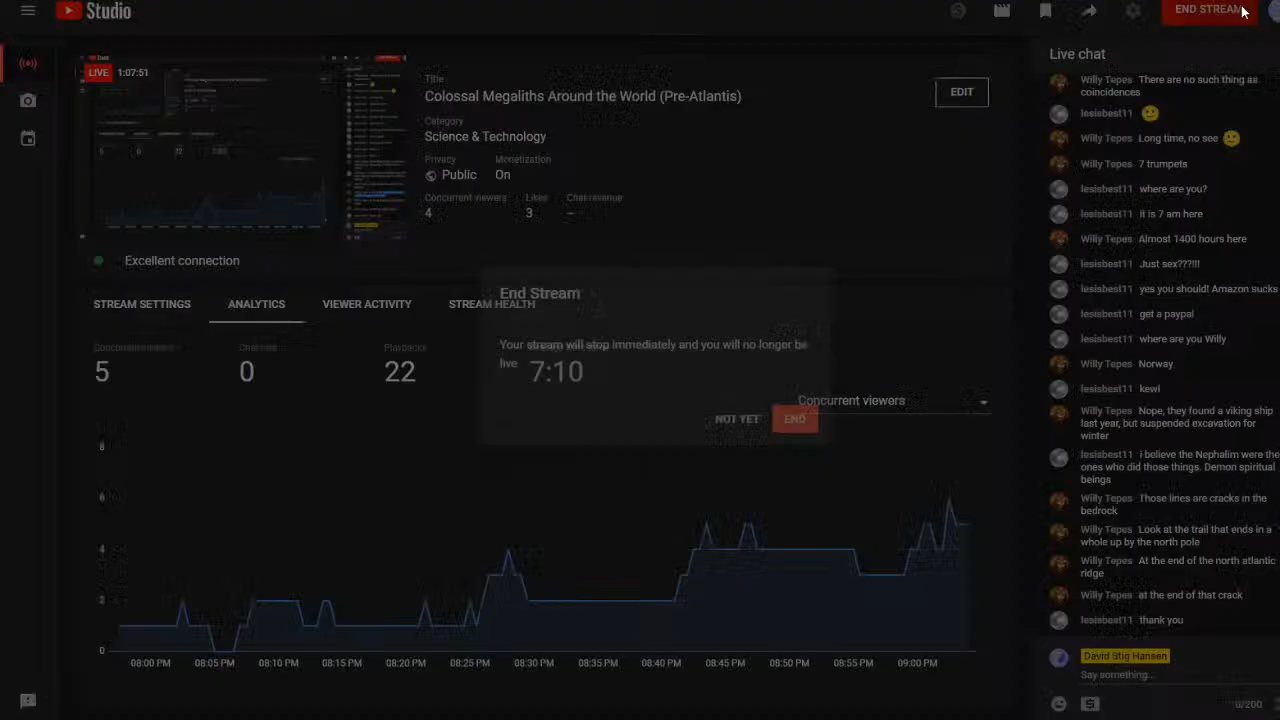 Studio
END STREAM
LIVE 1:07:51
Title
Colossal Megaliths Around the World (Pre-Atlantis)
EDIT
Category
Science & Technology
Privacy Monetization
Public On
Concurrent viewers Likes
4 3 –
Excellent connection
STREAM SETTINGS ANALYTICS VIEWER ACTIVITY STREAM HEALTH
End Stream
Your stream will stop immediately and you will no longer be
live
NOT YET END
Playbacks
5 0 22 7:10
Concurrent viewers
8
6
4
2
0
08:00 PM 08:05 PM 08:10 PM 08:15 PM 08:20 PM 08:25 PM 08:30 PM 08:35 PM 08:40 PM 08:45 PM 08:50 PM 08:55 PM 09:00 PM
Live chat
Willy Tepes There are no such thing as
coincidences
lesisbest11
Willy Tepes Long time, no see
Willy Tepes 7 trumpets
lesisbest11 where are you?
lesisbest11 it is 7 am here
Willy Tepes Almost 1400 hours here
lesisbest11 Just sex???!!!
lesisbest11 yes you should! Amazon sucks
lesisbest11 get a paypal
lesisbest11 where are you Willy
Willy Tepes Norway
lesisbest11 kewl
Willy Tepes Nope, they found a viking ship
last year, but suspended excavation for
winter
lesisbest11 i believe the Nephalim were the
ones who did those things. Demon spiritual
beings
Willy Tepes Those lines are cracks in the
bedrock
Willy Tepes Look at the trail that ends in a
whole up by the north pole
Willy Tepes At the end of the north atlantic
ridge
Willy Tepes at the end of that crack
lesisbest11 thank you
David Stig Hansen
Say something...
0/200